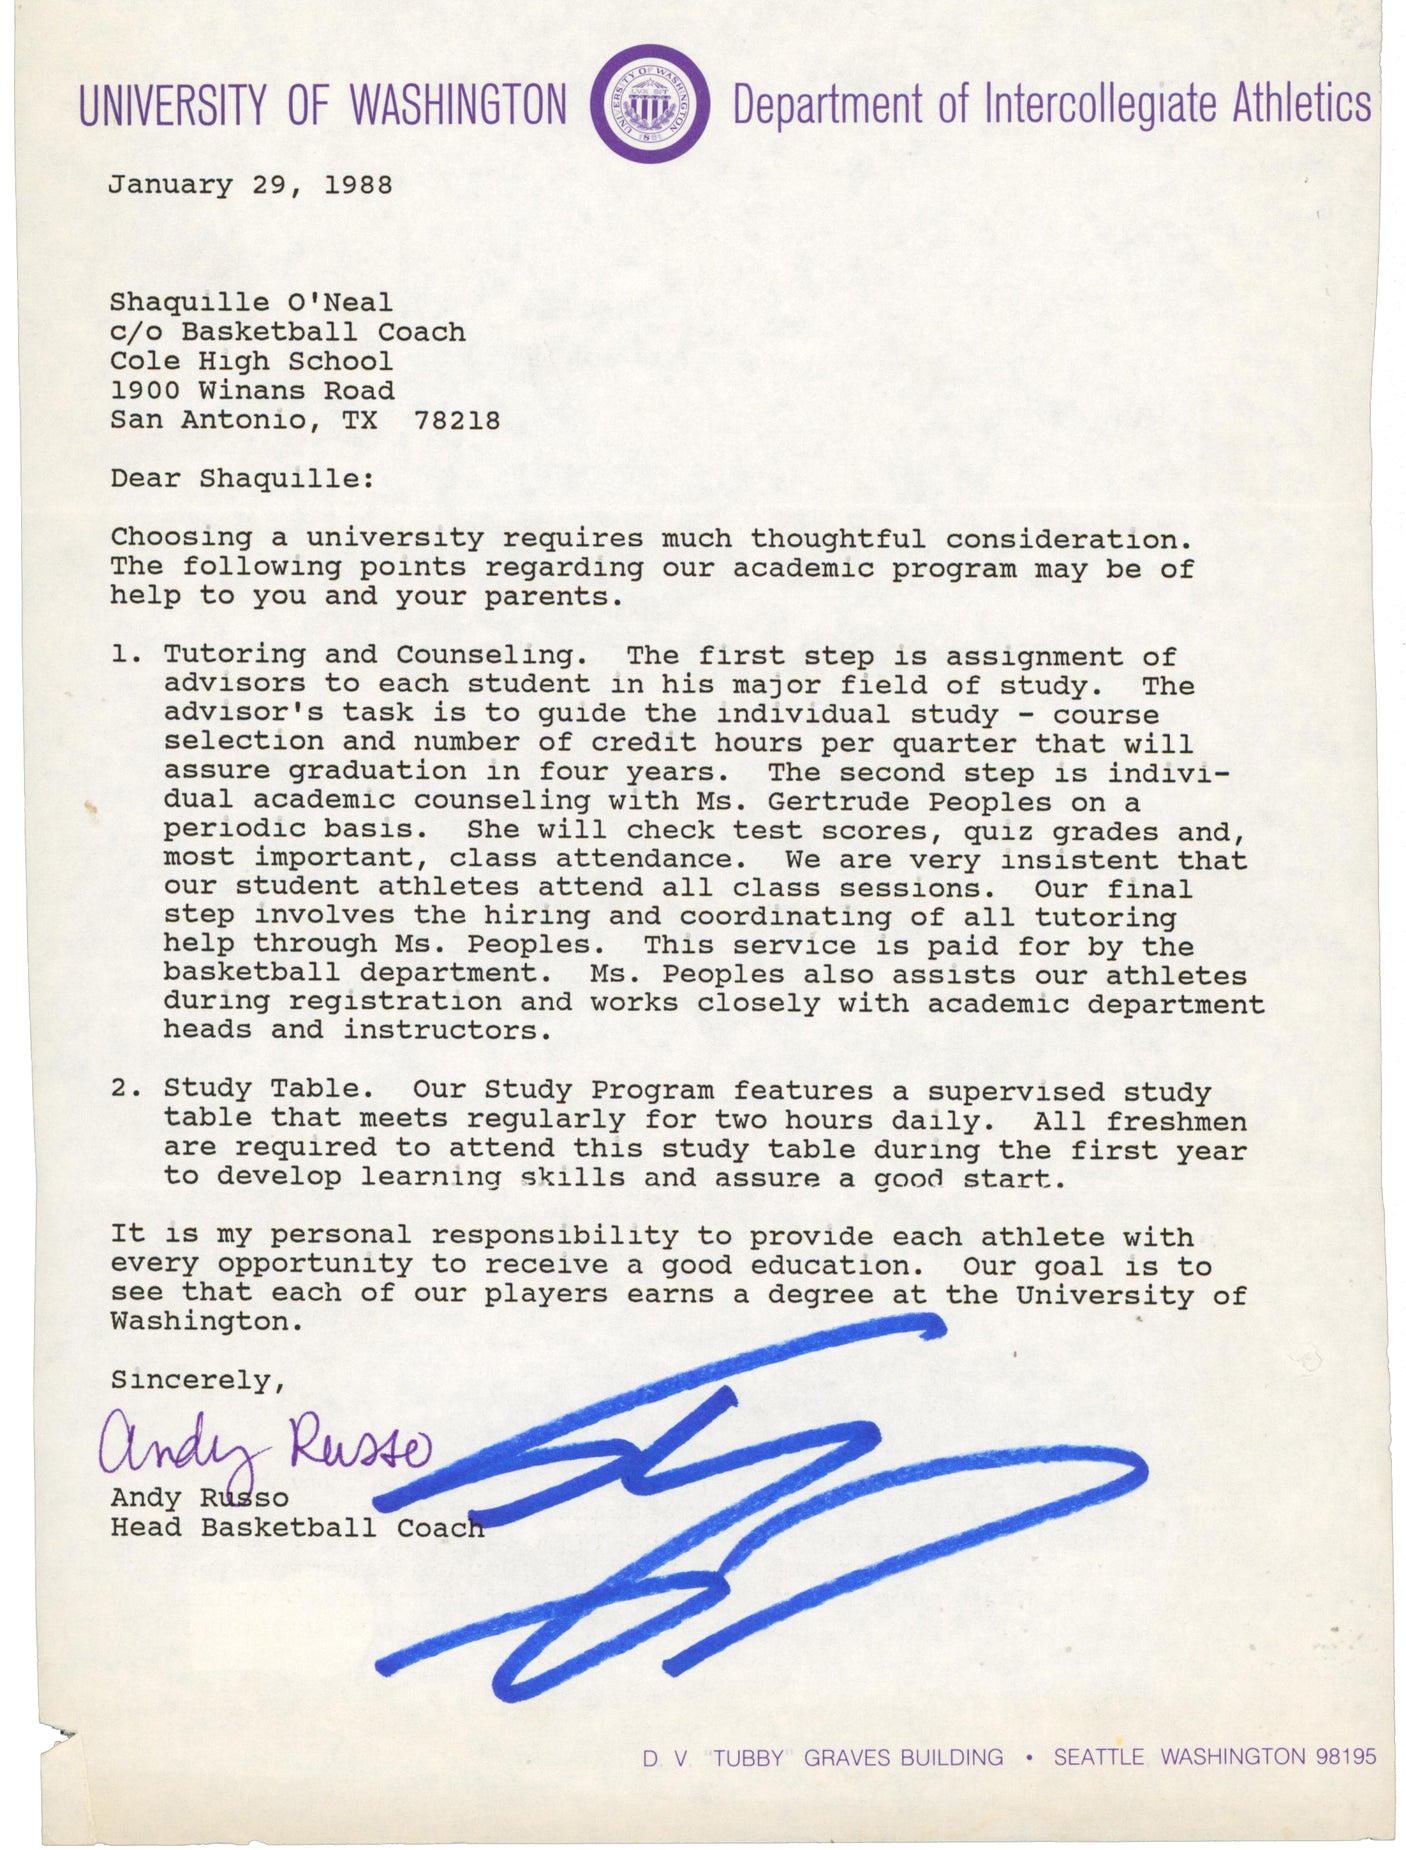 UNIVERSITY OF WASHINGTON Department of Intercollegiate Athletics
January 29, 1988
Shaquille O'Neal
c/o Basketball Coach
Cole High School
1900 Winans Road
San Antonio, TX 78218
Dear Shaquille:
Choosing a university requires much thoughtful consideration.
The following points regarding our academic program may be of
help to you and your parents.
1. Tutoring and Counseling. The first step is assignment of
advisors to each student in his major field of study. The
advisor's task is to guide the individual study - course
selection and number of credit hours per quarter that will
assure graduation in four years. The second step is indivi-
dual academic counseling with Ms. Gertrude Peoples on a
periodic basis. She will check test scores, quiz grades and,
most important, class attendance. We are very insistent that
our student athletes attend all class sessions. Our final
step involves the hiring and coordinating of all tutoring
help through Ms. Peoples. This service is paid for by the
basketball department. Ms. Peoples also assists our athletes
during registration and works closely with academic department
heads and instructors.
2. Study Table. Our Study Program features a supervised study
table that meets regularly for two hours daily. All freshmen
are required to attend this study table during the first year
to develop learning skills and assure a good start.
It is my personal responsibility to provide each athlete with
every opportunity to receive a good education. Our goal is to
see that each of our players earns a degree at the University of
Washington.
Sincerely,
Andy Russo
Andy Russo
Head Basketball Coach
D. V. "TUBBY" GRAVES BUILDING • SEATTLE, WASHINGTON 98195